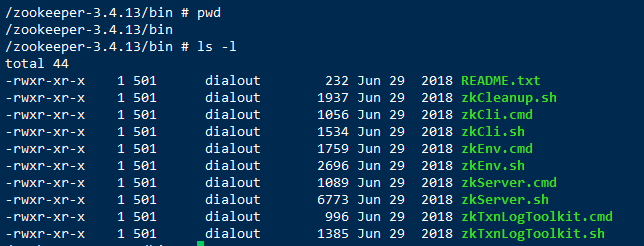 /zookeeper-3.4.13/bin # pwd
/zookeeper-3.4.13/bin
/zookeeper-3.4.13/bin # ls -l
total 44
-rwxr-xr-x 1 501 dialout 232 Jun 29 2018 README.txt
-rwxr-xr-x 1 501 dialout 1937 Jun 29 2018 zkCleanup.sh
-rwxr-xr-x 1 501 dialout 1056 Jun 29 2018 zkCli.cmd
-rwxr-xr-x 1 501 dialout 1534 Jun 29 2018 zkCli.sh
-rwxr-xr-x 1 501 dialout 1759 Jun 29 2018 zkEnv.cmd
-rwxr-xr-x 1 501 dialout 2696 Jun 29 2018 zkEnv.sh
-rwxr-xr-x 1 501 dialout 1089 Jun 29 2018 zkServer.cmd
-rwxr-xr-x 1 501 dialout 6773 Jun 29 2018 zkServer.sh
-rwxr-xr-x 1 501 dialout 996 Jun 29 2018 zkTxnLogToolkit.cmd
-rwxr-xr-x 1 501 dialout 1385 Jun 29 2018 zkTxnLogToolkit.sh